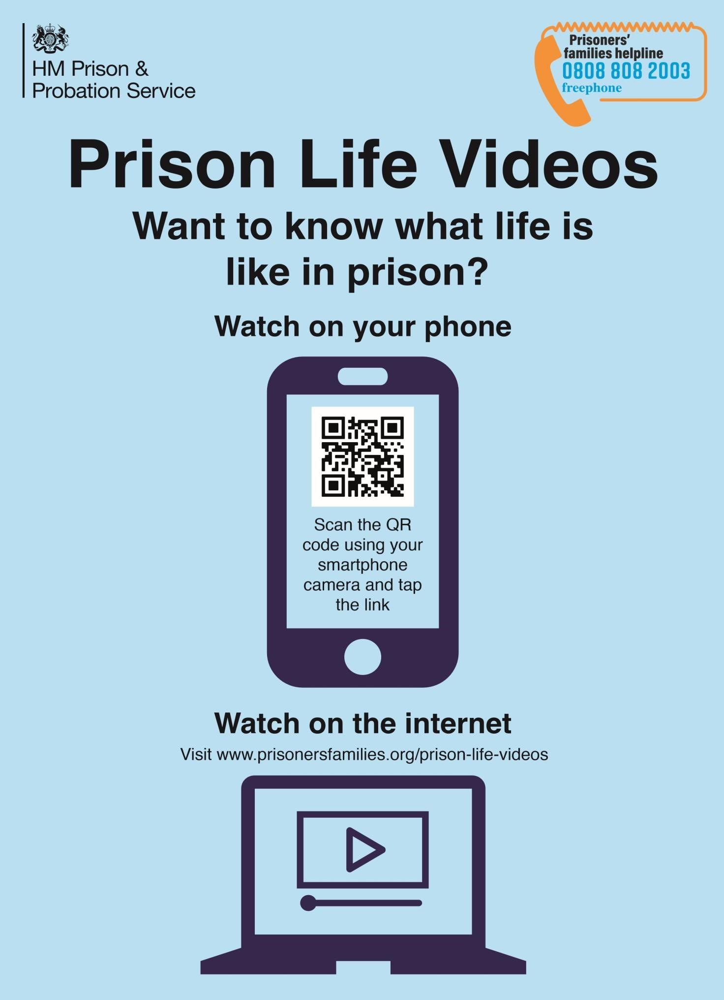 HM Prison &
Probation Service
Prisoners'
families helpline
0808 808 2003
freephone
Prison Life Videos
Want to know what life is
like in prison?
Watch on your phone
Scan the QR
code using your
smartphone
camera and tap
the link
Watch on the internet
Visit www.prisonersfamilies.org/prison-life-videos